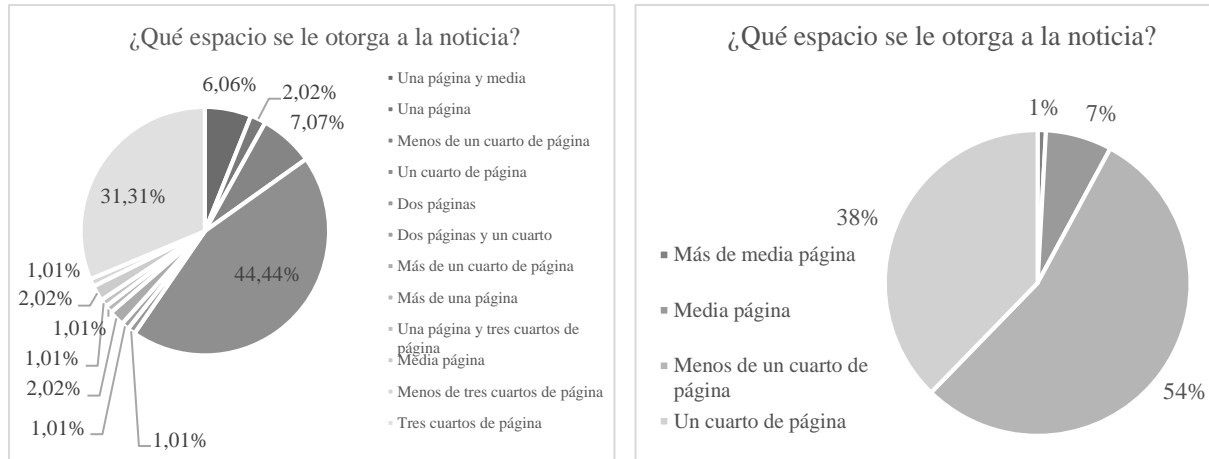 ¿Qué espacio se le otorga a la noticia?
6,06%
2,02%
7,07%
44,44%
1,01%
1,01%
2,02%
1,01%
1,01%
2,02%
1,01%
31,31%
Una página y media
Una página
Menos de un cuarto de página
Un cuarto de página
Dos páginas
Dos páginas y un cuarto
Más de un cuarto de página
Más de una página
Una página y tres cuartos de
página
Media página
Menos de tres cuartos de página
Tres cuartos de página
¿Qué espacio se le otorga a la noticia?
1%
7%
38%
54%
Más de media página
Media página
Menos de un cuarto de
página
Un cuarto de página